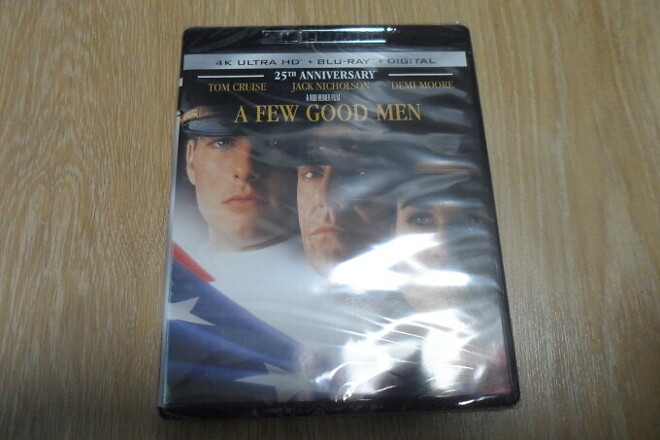 4K ULTRA HD + BLU-RAY + DIGITAL
25TH ANNIVERSARY
TOM CRUISE JACK NICHOLSON DEMI MOORE
A ROB REINER FILM
A FEW GOOD MEN